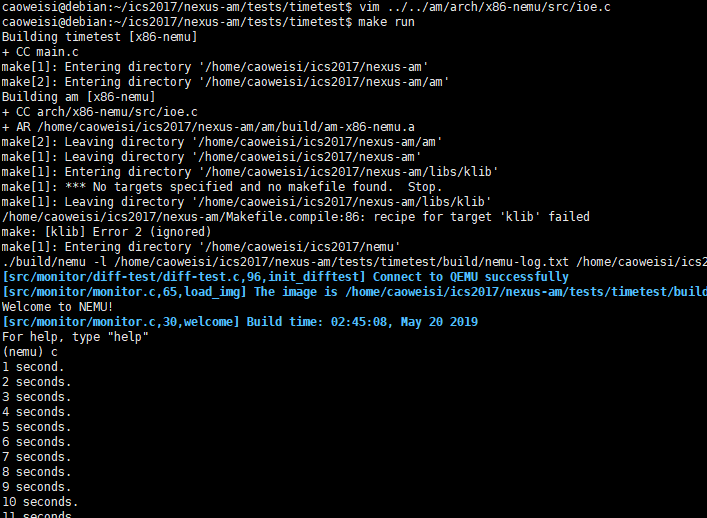 caoweisi@debian:~/ics2017/nexus-am/tests/timetest$ vim ../../am/arch/x86-nemu/src/ioe.c
caoweisi@debian:~/ics2017/nexus-am/tests/timetest$ make run
Building timetest [x86-nemu]
+ CC main.c
make[1]: Entering directory '/home/caoweisi/ics2017/nexus-am'
make[2]: Entering directory '/home/caoweisi/ics2017/nexus-am/am'
Building am [x86-nemu]
+ CC arch/x86-nemu/src/ioe.c
+ AR /home/caoweisi/ics2017/nexus-am/am/build/am-x86-nemu.a
make[2]: Leaving directory '/home/caoweisi/ics2017/nexus-am/am'
make[1]: Leaving directory '/home/caoweisi/ics2017/nexus-am'
make[1]: Entering directory '/home/caoweisi/ics2017/nexus-am/libs/klib'
make[1]: *** No targets specified and no makefile found.  Stop.
make[1]: Leaving directory '/home/caoweisi/ics2017/nexus-am/libs/klib'
/home/caoweisi/ics2017/nexus-am/Makefile.compile:86: recipe for target 'klib' failed
make: [klib] Error 2 (ignored)
make[1]: Entering directory '/home/caoweisi/ics2017/nemu'
./build/nemu -l /home/caoweisi/ics2017/nexus-am/tests/timetest/build/nemu-log.txt /home/caoweisi/ics2
[src/monitor/diff-test/diff-test.c,96,init_difftest] Connect to QEMU successfully
[src/monitor/monitor.c,65,load_img] The image is /home/caoweisi/ics2017/nexus-am/tests/timetest/build
Welcome to NEMU!
[src/monitor/monitor.c,30,welcome] Build time: 02:45:08, May 20 2019
For help, type "help"
(nemu) c
1 second.
2 seconds.
3 seconds.
4 seconds.
5 seconds.
6 seconds.
7 seconds.
8 seconds.
9 seconds.
10 seconds.
11 seconds